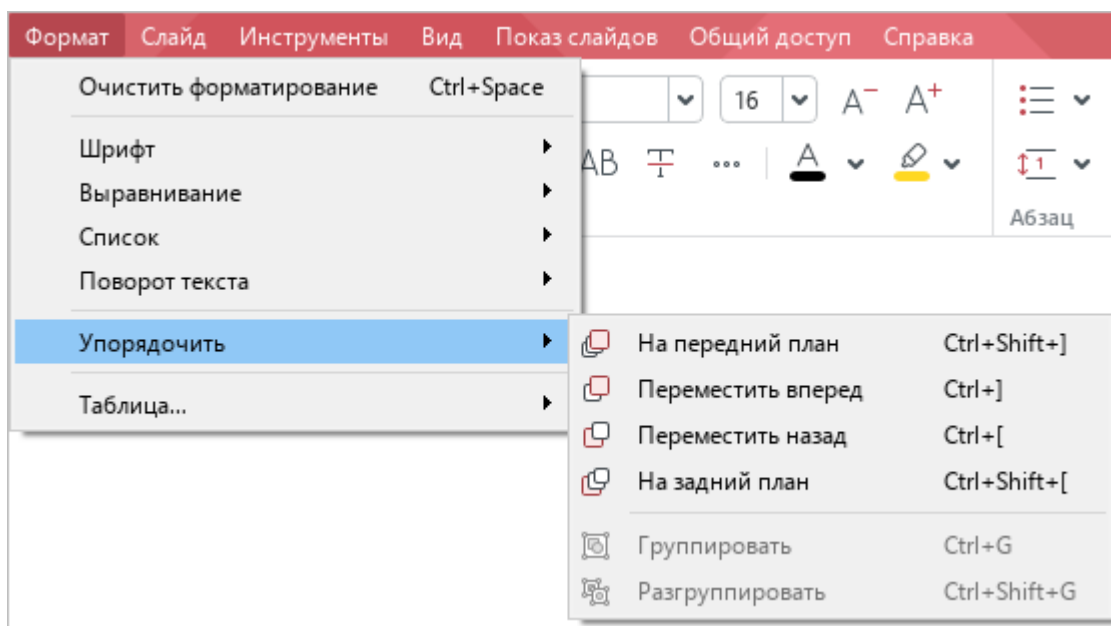 Формат Слайд Инструменты Вид Показ слайдов Общий доступ Справка
Очистить форматирование Ctrl+Space
16 A− A+
Шрифт
AB T ••• A
1
Выравнивание
Абзац
Список
Поворот текста
Упорядочить
На передний план Ctrl+Shift+]
Переместить вперед Ctrl+]
Таблица...
Переместить назад Ctrl+[
На задний план Ctrl+Shift+[
Группировать Ctrl+G
Разгруппировать Ctrl+Shift+G